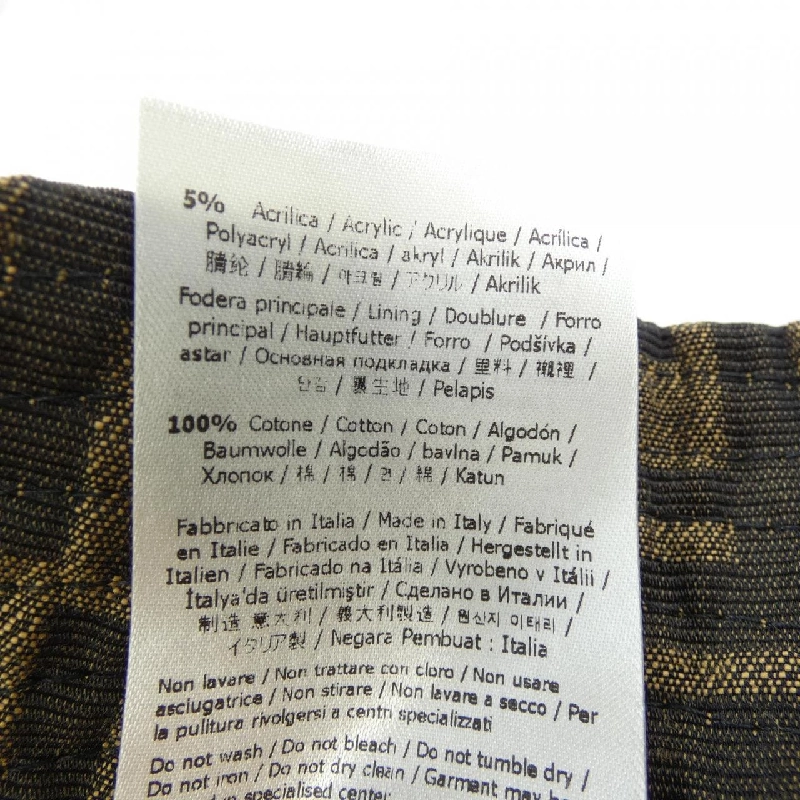 5% Acrilica / Acrylic / Acrylique / Acrílica /
Polyacryl / Acrilica / akryl / Akrilik / Акрил /
腈纶 / 腈綸 / 아크릴 / アクリル / Akrilik
Fodera principale / Lining / Doublure / Forro
principal / Hauptfutter / Forro / Podšívka /
astar / Основная подкладка / 里料 / 襯裡 /
안감 / 裏生地 / Pelapis
100% Cotone / Cotton / Coton / Algodón /
Baumwolle / Algodão / bavlna / Pamuk /
Хлопок / 棉 / 棉 / 면 / 綿 / Katun
Fabbricato in Italia / Made in Italy / Fabriqué
en Italie / Fabricado en Italia / Hergestellt in
Italien / Fabricado na Itália / Vyrobeno v Itálii /
İtalya'da üretilmiştir / Сделано в Италии /
制造 意大利 / 義大利製造 / 원산지 이태리 /
イタリア製 / Negara Pembuat : Italia
Non lavare / Non trattare con cloro / Non usare
asciugatrice / Non stirare / Non lavare a secco / Per
la pulitura rivolgersi a centri specializzati
Do not wash / Do not bleach / Do not tumble dry /
Do not iron / Do not dry clean / Garment may be
in specialised center